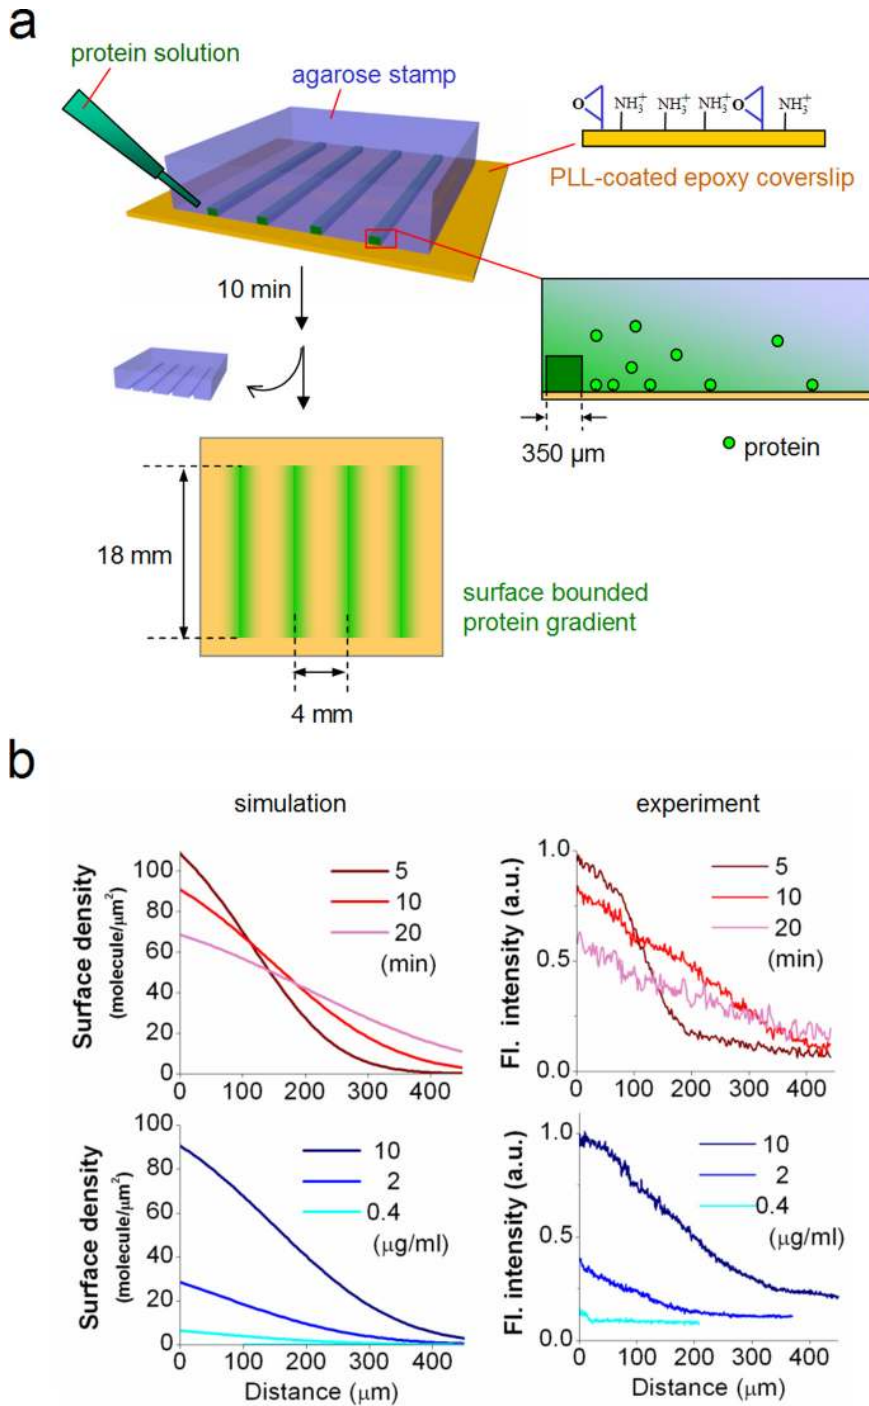 a
protein solution
agarose stamp
O NH₃⁺ NH₃⁺ NH₃⁺ O NH₃⁺
PLL-coated epoxy coverslip
10 min
350 µm
protein
18 mm
surface bounded
protein gradient
4 mm
b
simulation
experiment
Surface density
(molecule/µm²)
100
80
60
40
20
0
5
10
20
(min)
0 100 200 300 400
Fl. intensity (a.u.)
1.0
0.5
0.0
5
10
20
(min)
0 100 200 300 400
Surface density
(molecule/µm²)
100
80
60
40
20
0
10
2
0.4
(µg/ml)
0 100 200 300 400
Distance (µm)
Fl. intensity (a.u.)
1.0
0.5
0.0
10
2
0.4
(µg/ml)
0 100 200 300 400
Distance (µm)